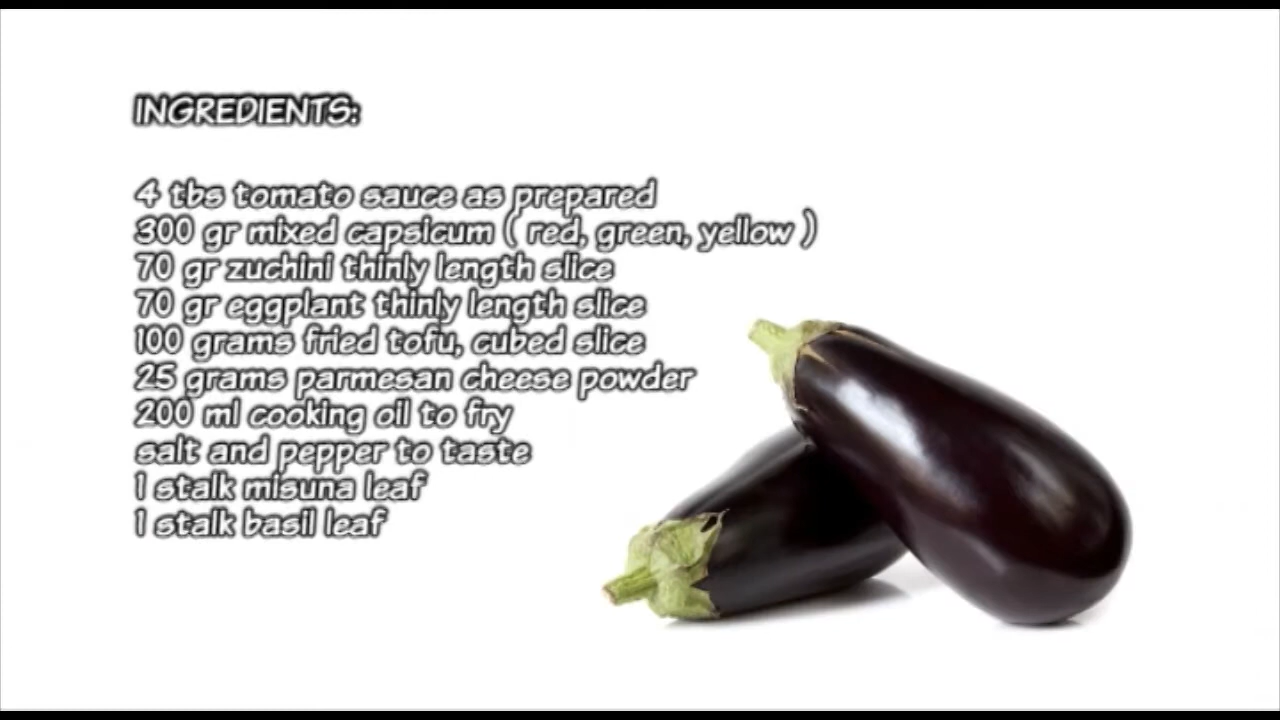 INGREDIENTS:
4 tbs tomato sauce as prepared
300 gr mixed capsicum ( red, green, yellow )
70 gr zuchini thinly length slice
70 gr eggplant thinly length slice
100 grams fried tofu, cubed slice
25 grams parmesan cheese powder
200 ml cooking oil to fry
salt and pepper to taste
1 stalk misuna leaf
1 stalk basil leaf